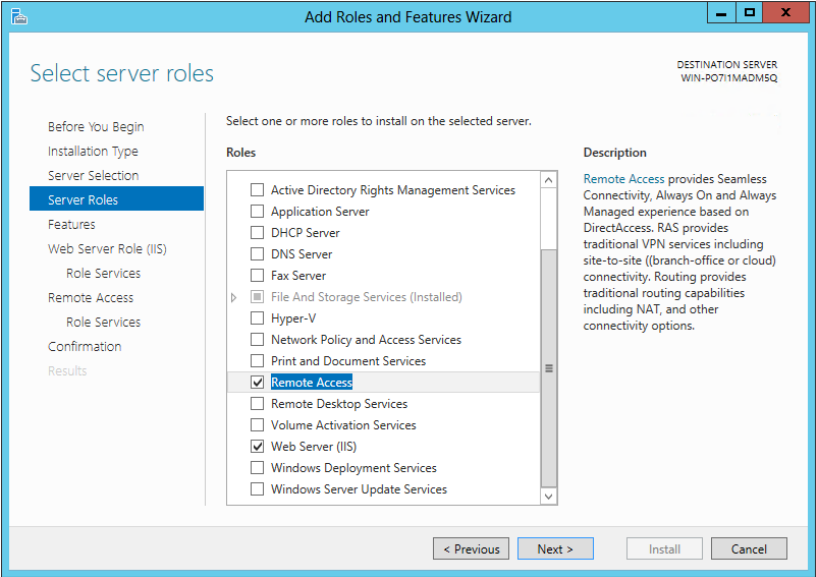 Add Roles and Features Wizard
Select server roles
DESTINATION SERVER
WIN-PO7I1MADM5Q
Before You Begin
Installation Type
Server Selection
Server Roles
Features
Web Server Role (IIS)
Role Services
Remote Access
Role Services
Confirmation
Results
Select one or more roles to install on the selected server.
Roles
Active Directory Rights Management Services
Application Server
DHCP Server
DNS Server
Fax Server
File And Storage Services (Installed)
Hyper-V
Network Policy and Access Services
Print and Document Services
Remote Access
Remote Desktop Services
Volume Activation Services
Web Server (IIS)
Windows Deployment Services
Windows Server Update Services
Description
Remote Access provides Seamless
Connectivity, Always On and Always
Managed experience based on
DirectAccess. RAS provides
traditional VPN services including
site-to-site ((branch-office or cloud)
connectivity. Routing provides
traditional routing capabilities
including NAT, and other
connectivity options.
< Previous
Next >
Install
Cancel